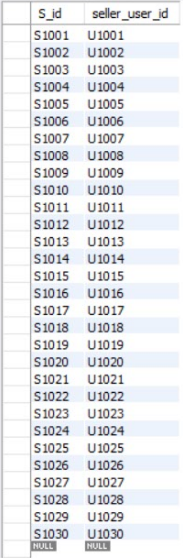 S_id seller_user_id
S1001 U1001
S1002 U1002
S1003 U1003
S1004 U1004
S1005 U1005
S1006 U1006
S1007 U1007
S1008 U1008
S1009 U1009
S1010 U1010
S1011 U1011
S1012 U1012
S1013 U1013
S1014 U1014
S1015 U1015
S1016 U1016
S1017 U1017
S1018 U1018
S1019 U1019
S1020 U1020
S1021 U1021
S1022 U1022
S1023 U1023
S1024 U1024
S1025 U1025
S1026 U1026
S1027 U1027
S1028 U1028
S1029 U1029
S1030 U1030
NULL NULL